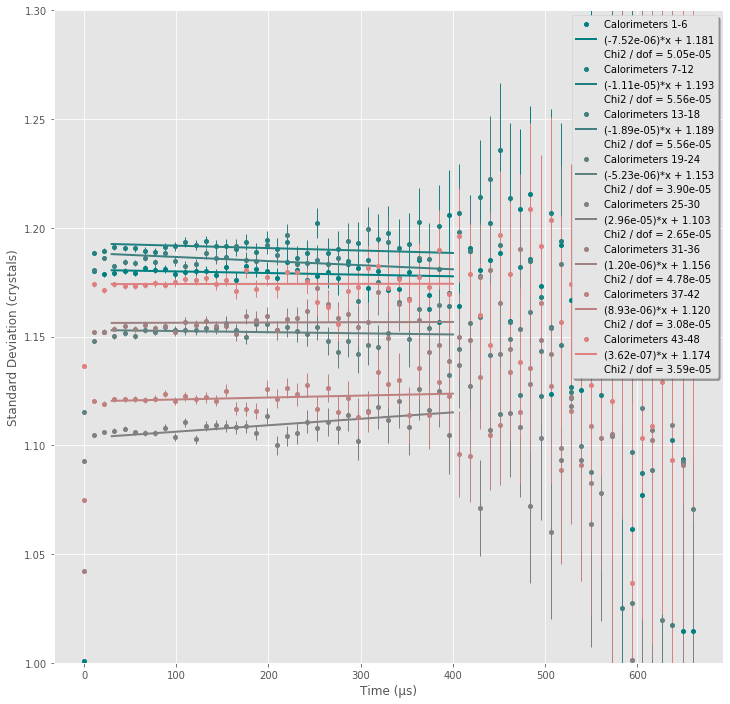 1.30
1.25
1.20
1.15
1.10
1.05
1.00
Standard Deviation (crystals)
0
100
200
300
400
500
600
Time (μs)
Calorimeters 1-6
(-7.52e-06)*x + 1.181
Chi2 / dof = 5.05e-05
Calorimeters 7-12
(-1.11e-05)*x + 1.193
Chi2 / dof = 5.56e-05
Calorimeters 13-18
(-1.89e-05)*x + 1.189
Chi2 / dof = 5.56e-05
Calorimeters 19-24
(-5.23e-06)*x + 1.153
Chi2 / dof = 3.90e-05
Calorimeters 25-30
(2.96e-05)*x + 1.103
Chi2 / dof = 2.65e-05
Calorimeters 31-36
(1.20e-06)*x + 1.156
Chi2 / dof = 4.78e-05
Calorimeters 37-42
(8.93e-06)*x + 1.120
Chi2 / dof = 3.08e-05
Calorimeters 43-48
(3.62e-07)*x + 1.174
Chi2 / dof = 3.59e-05